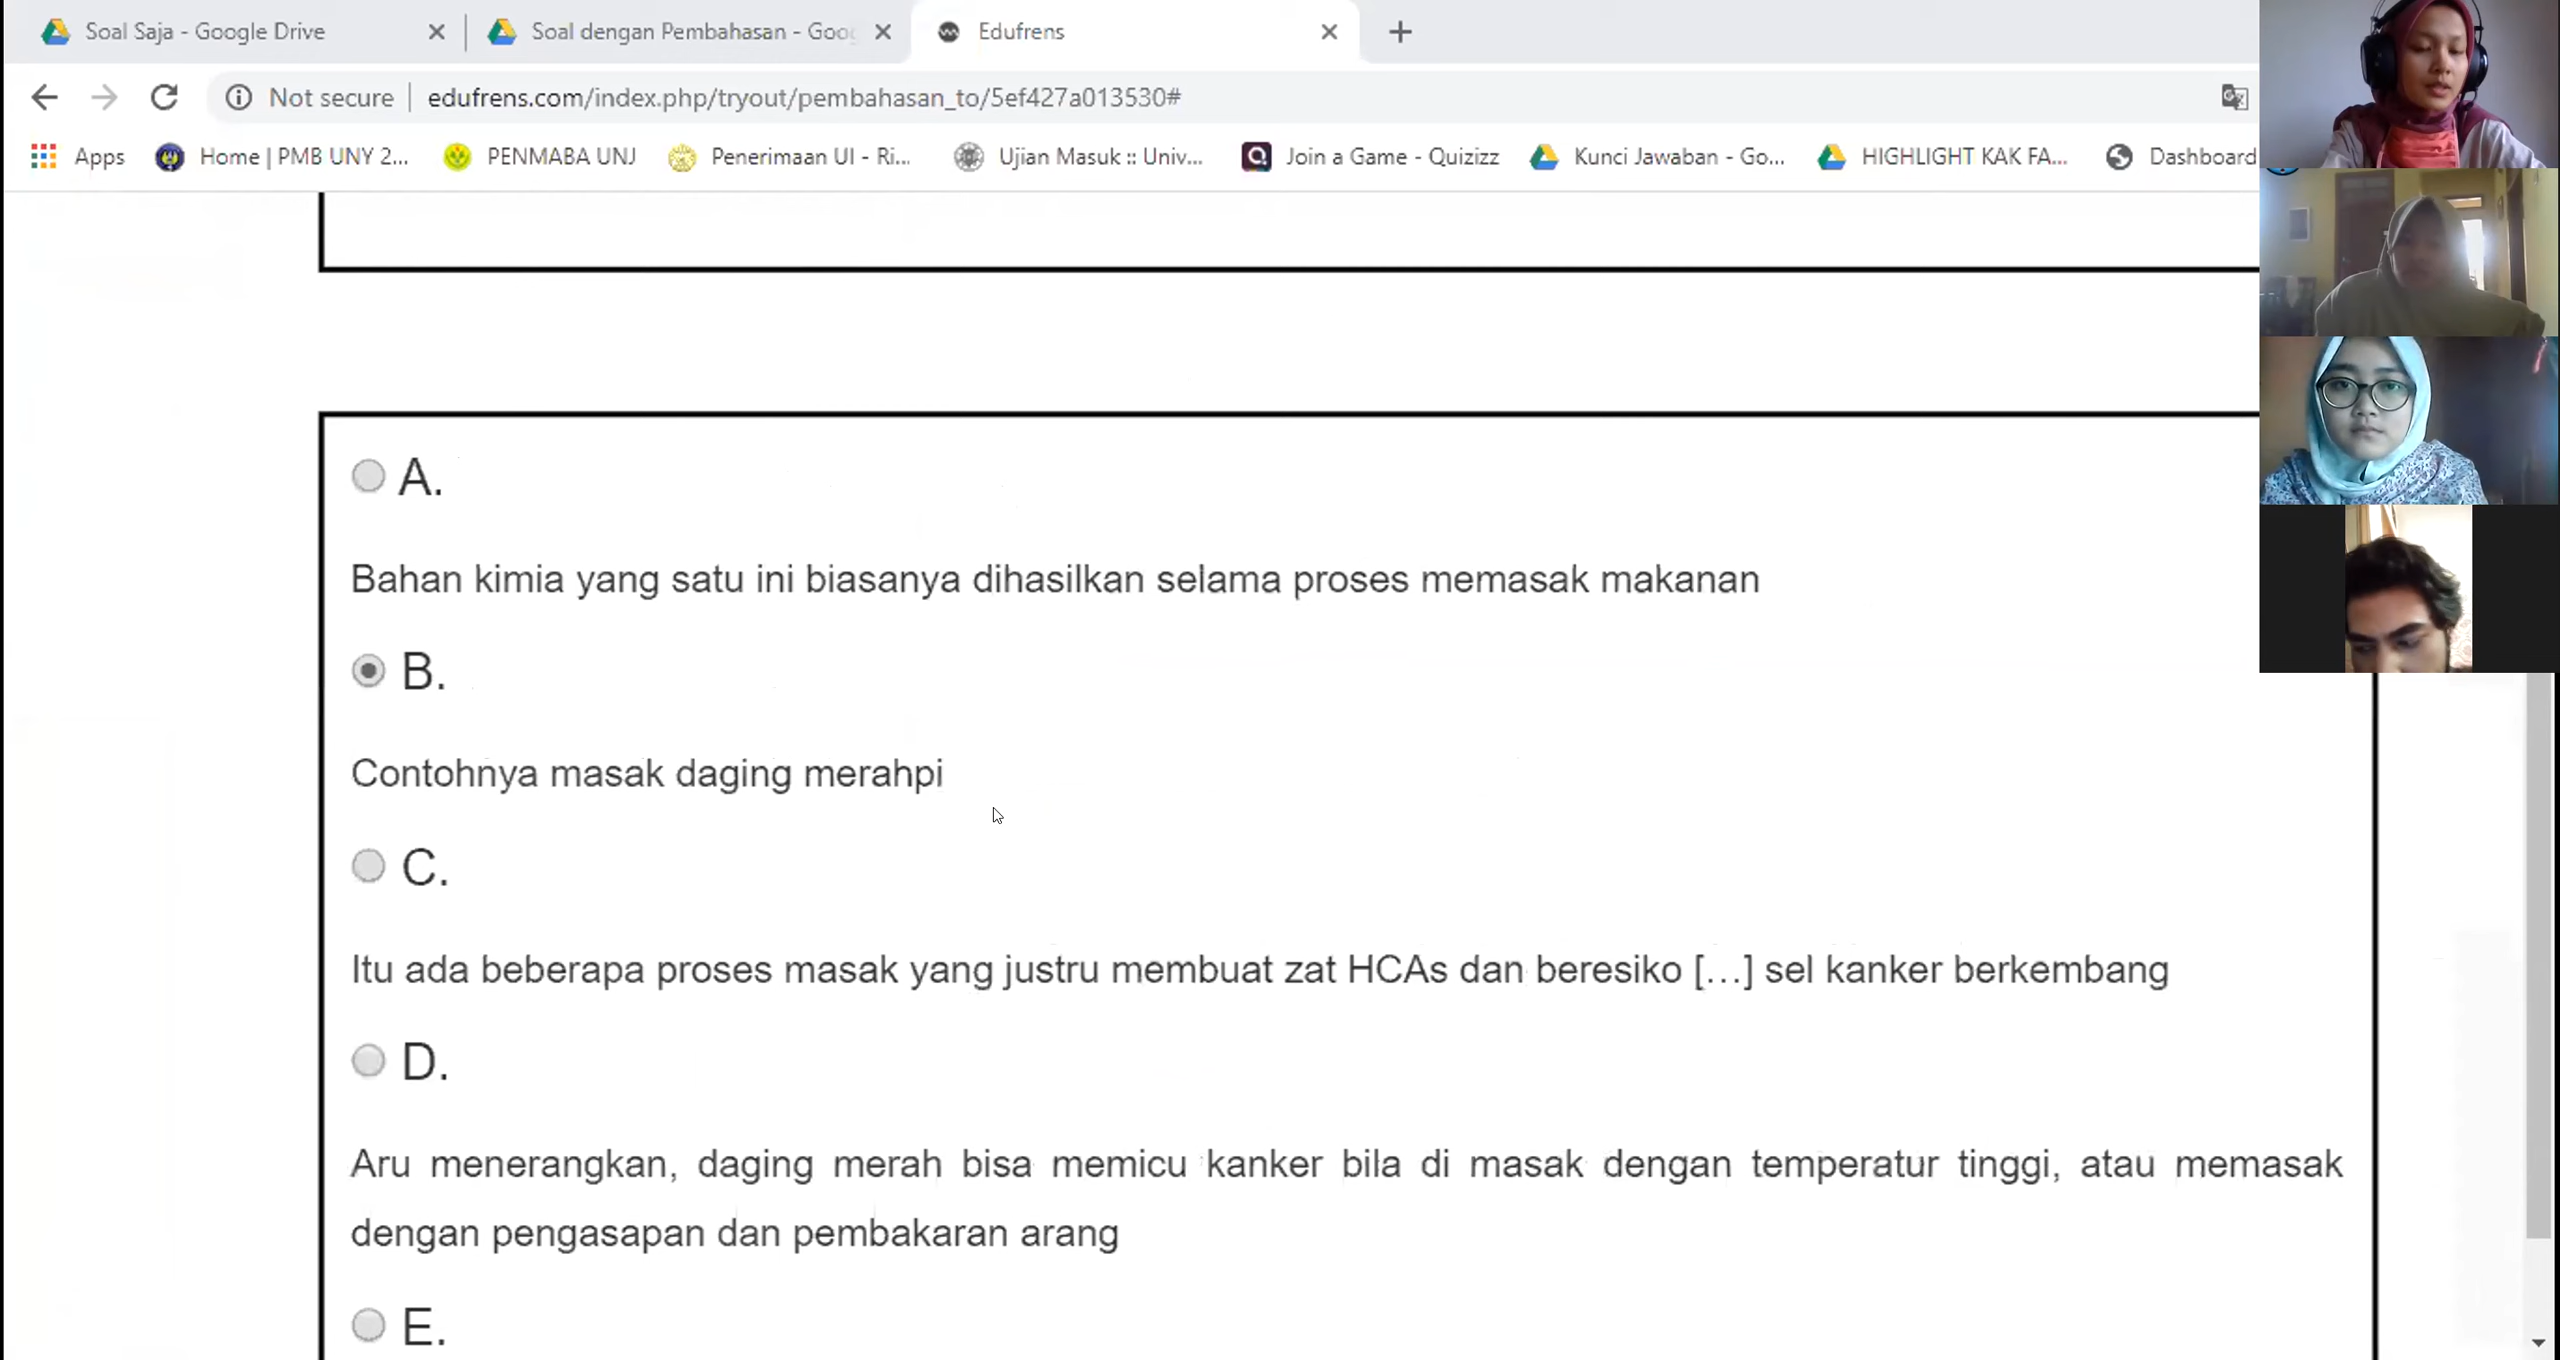 Soal Saja - Google Drive
Soal dengan Pembahasan - Goo
Edufrens
Not secure
edufrens.com/index.php/tryout/pembahasan_to/5ef427a013530#
Apps
Home | PMB UNY 2...
PENMABA UNJ
Penerimaan UI - Ri...
Ujian Masuk :: Univ...
Join a Game - Quizizz
Kunci Jawaban - Go...
HIGHLIGHT KAK FA...
Dashboard
A.
Bahan kimia yang satu ini biasanya dihasilkan selama proses memasak makanan
B.
Contohnya masak daging merahpi
C.
Itu ada beberapa proses masak yang justru membuat zat HCAs dan beresiko [...] sel kanker berkembang
D.
Aru menerangkan, daging merah bisa memicu kanker bila di masak dengan temperatur tinggi, atau memasak
dengan pengasapan dan pembakaran arang
E.